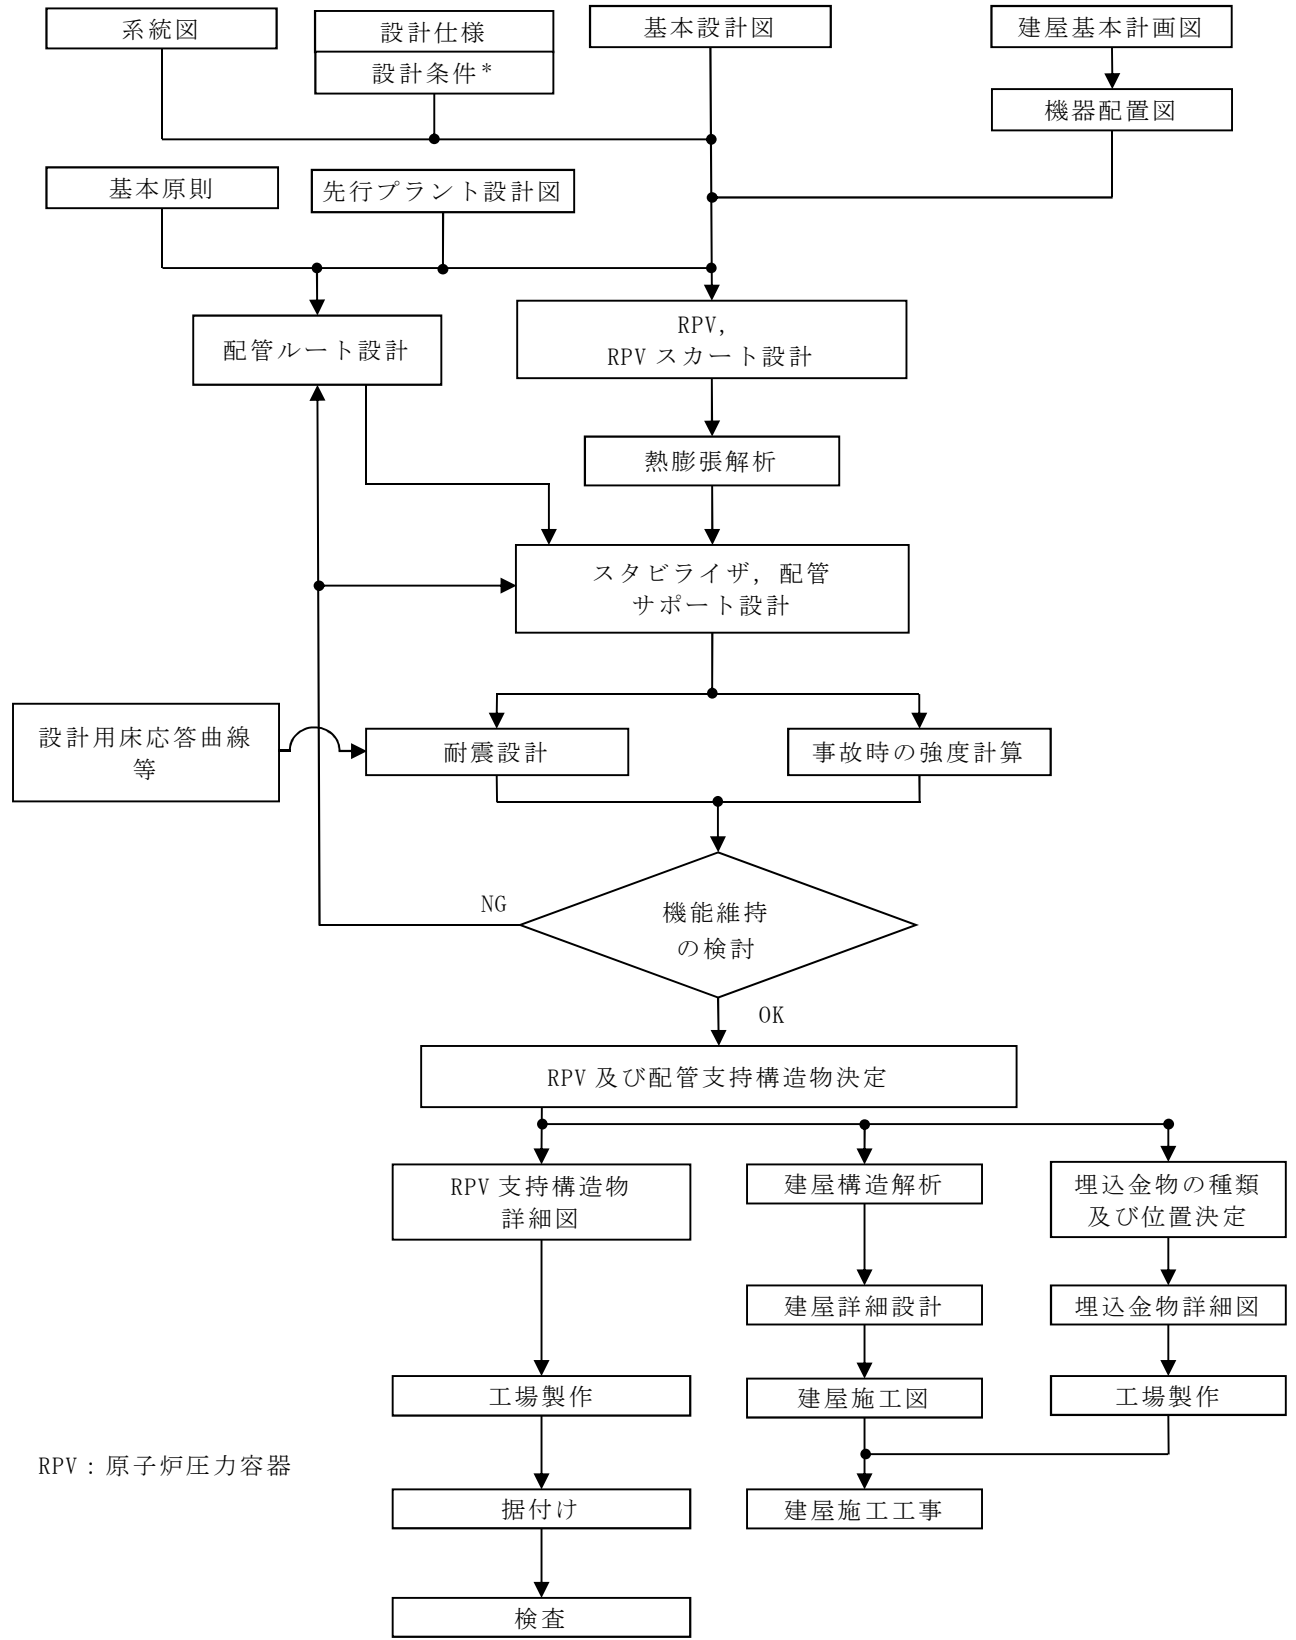 系統図
設計仕様
設計条件*
基本設計図
建屋基本計画図
機器配置図
基本原則
先行プラント設計図
配管ルート設計
RPV,
RPVスカート設計
熱膨張解析
スタビライザ,配管
サポート設計
設計用床応答曲線
等
耐震設計
事故時の強度計算
NG
機能維持
の検討
OK
RPV及び配管支持構造物決定
RPV支持構造物
詳細図
建屋構造解析
埋込金物の種類
及び位置決定
建屋詳細設計
埋込金物詳細図
工場製作
建屋施工図
工場製作
RPV:原子炉圧力容器
据付け
建屋施工工事
検査